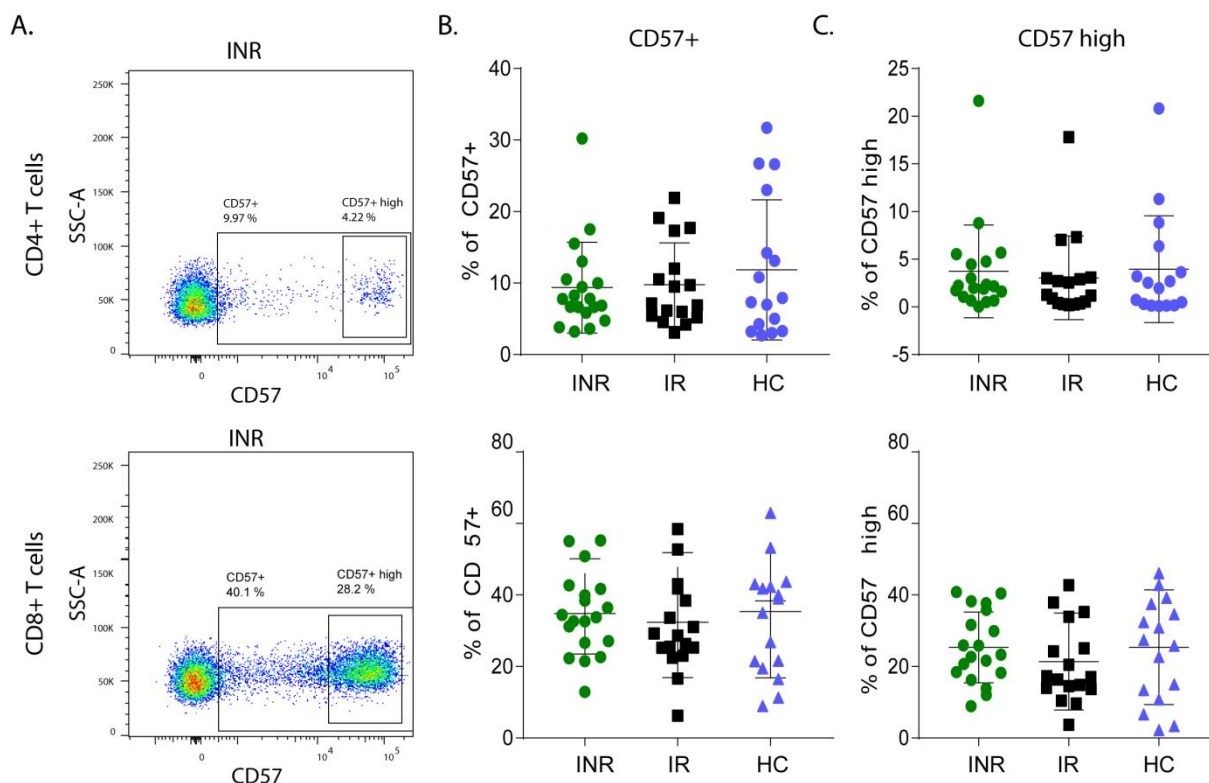 A.
INR
CD4+ T cells
SSC-A
250K
200K
150K
100K
50K
0
CD57+
9.97 %
CD57+ high
4.22 %
0
10^4
10^5
CD57
B.
CD57+
% of CD57+
40
30
20
10
0
INR
IR
HC
C.
CD57 high
% of CD57 high
25
20
15
10
5
0
-5
INR
IR
HC
INR
CD8+ T cells
SSC-A
250K
200K
150K
100K
50K
0
CD57+
40.1 %
CD57+ high
28.2 %
0
10^4
10^5
CD57
% of CD 57+
80
60
40
20
0
INR
IR
HC
% of CD57 high
80
60
40
20
0
INR
IR
HC